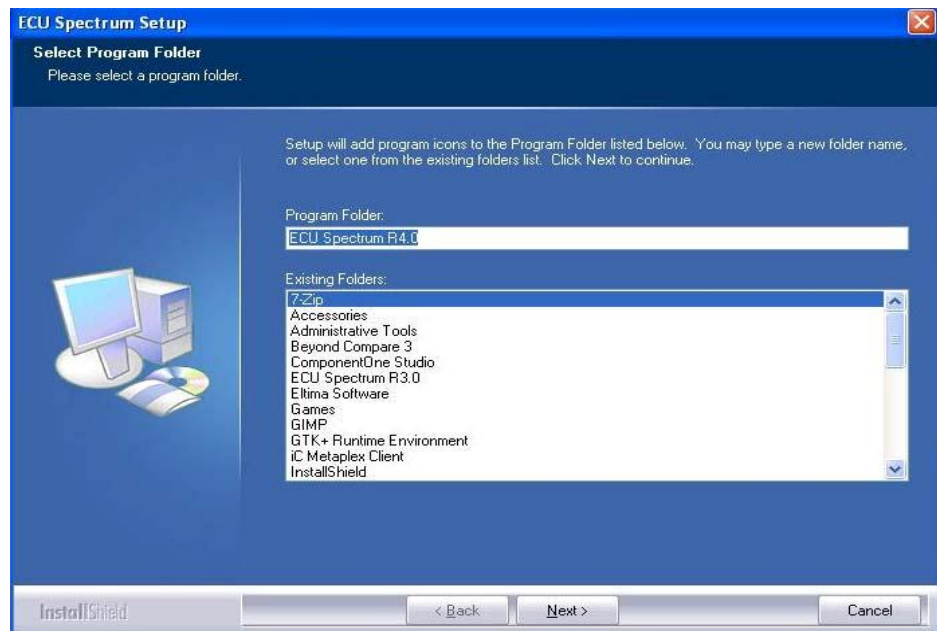 ECU Spectrum Setup
Select Program Folder
Please select a program folder.
Setup will add program icons to the Program Folder listed below. You may type a new folder name,
or select one from the existing folders list. Click Next to continue.
Program Folder:
ECU Spectrum R4.0
Existing Folders:
7-Zip
Accessories
Administrative Tools
Beyond Compare 3
ComponentOne Studio
ECU Spectrum R3.0
Eltima Software
Games
GIMP
GTK+ Runtime Environment
iC Metaplex Client
InstallShield
InstallShield
< Back
Next >
Cancel